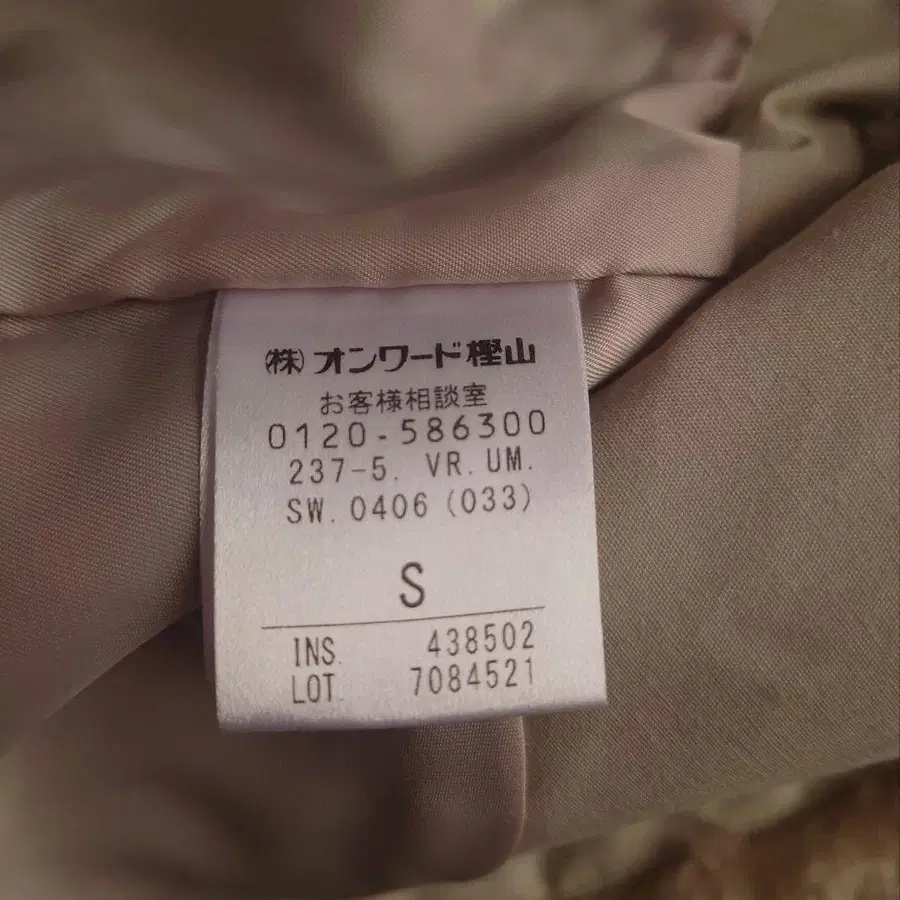 ㈱オンワード樫山
お客様相談室
0120-586300
237-5. VR. UM.
SW. 0406 (033)
S
INS. 438502
LOT. 7084521